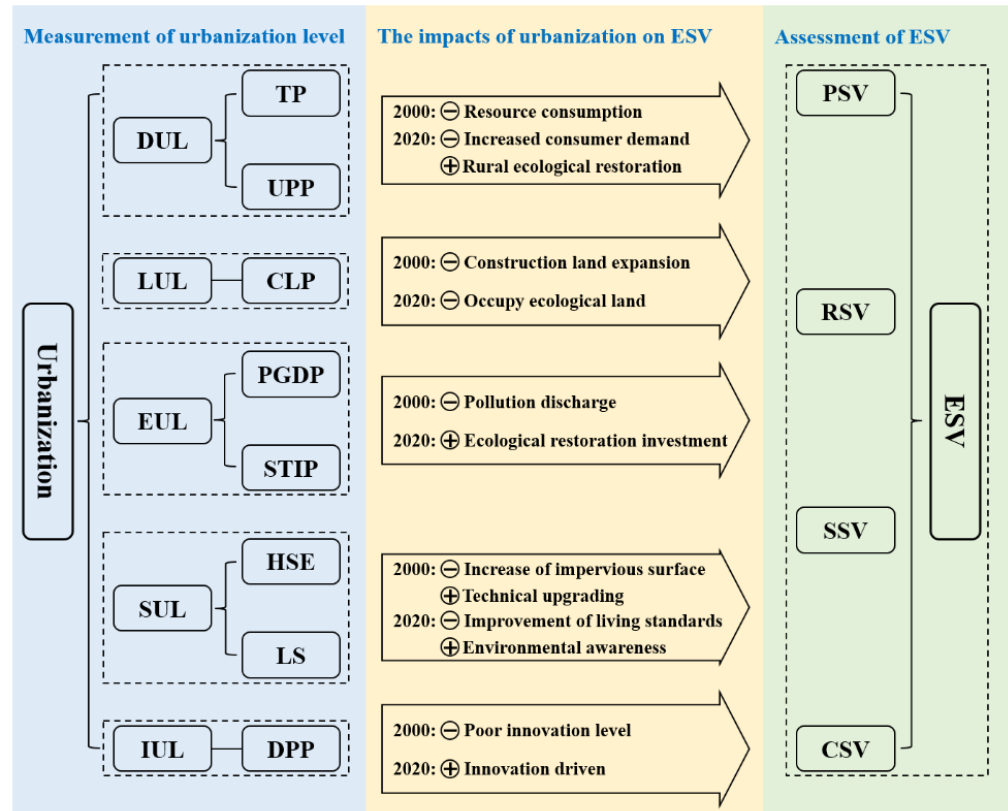 Measurement of urbanization level
The impacts of urbanization on ESV
Assessment of ESV
Urbanization
DUL
TP
UPP
LUL
CLP
EUL
PGDP
STIP
SUL
HSE
LS
IUL
DPP
2000: ⊖ Resource consumption
2020: ⊖ Increased consumer demand
⊕ Rural ecological restoration
2000: ⊖ Construction land expansion
2020: ⊖ Occupy ecological land
2000: ⊖ Pollution discharge
2020: ⊕ Ecological restoration investment
2000: ⊖ Increase of impervious surface
⊕ Technical upgrading
2020: ⊖ Improvement of living standards
⊕ Environmental awareness
2000: ⊖ Poor innovation level
2020: ⊕ Innovation driven
PSV
RSV
SSV
CSV
ESV